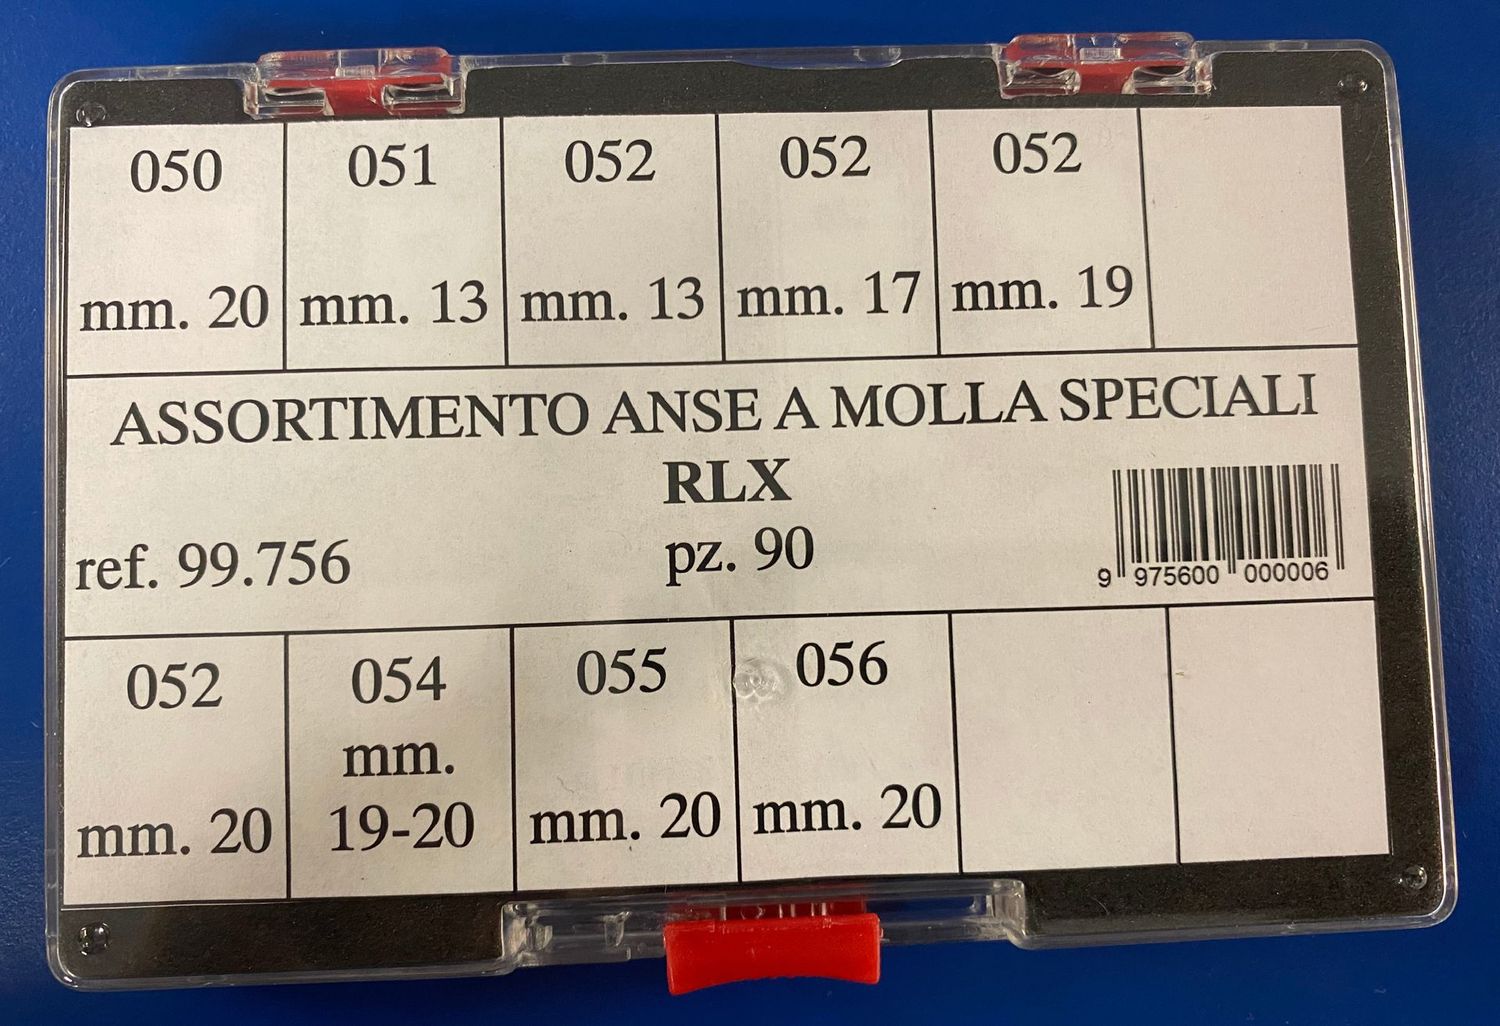 050 051 052 052 052
mm. 20 mm. 13 mm. 13 mm. 17 mm. 19
ASSORTIMENTO ANSE A MOLLA SPECIALI
RLX
ref. 99.756 pz. 90
9 975600 000006
052 054 055 056
mm.
mm. 20 19-20 mm. 20 mm. 20